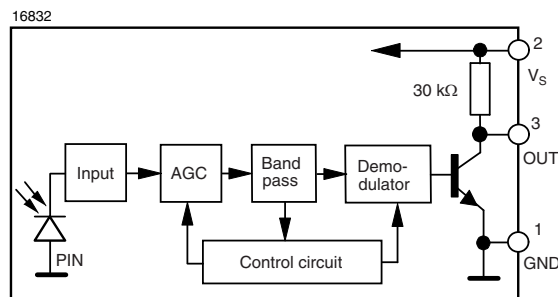 16832
2
V_S
30 kΩ
3
OUT
Input
AGC
Band
pass
Demo-
dulator
1
GND
PIN
Control circuit